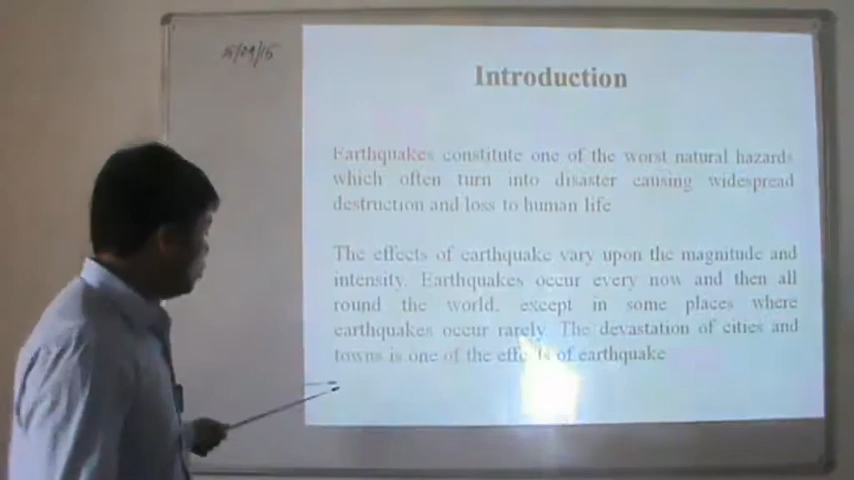 15/09/15
Introduction
Earthquakes constitute one of the worst natural hazards
which often turn into disaster causing widespread
destruction and loss to human life
The effects of earthquake vary upon the magnitude and
intensity. Earthquakes occur every now and then all
round the world, except in some places where
earthquakes occur rarely. The devastation of cities and
towns is one of the effects of earthquake